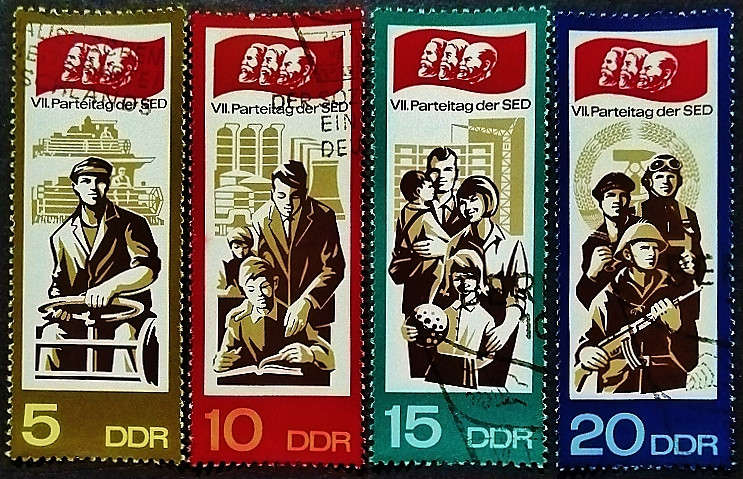 VII.Parteitag der SED
5 DDR
VII.Parteitag der SED
10 DDR
VII.Parteitag der SED
15 DDR
VII.Parteitag der SED
20 DDR